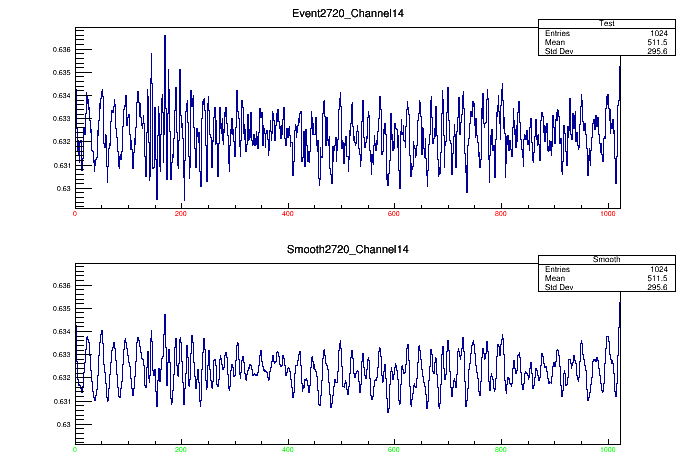 Event2720_Channel14
Test
Entries 1024
Mean 511.5
Std Dev 295.6
0.636
0.635
0.634
0.633
0.632
0.631
0.63
0 200 400 600 800 1000
Smooth2720_Channel14
Smooth
Entries 1024
Mean 511.5
Std Dev 295.6
0.636
0.635
0.634
0.633
0.632
0.631
0.63
0 200 400 600 800 1000